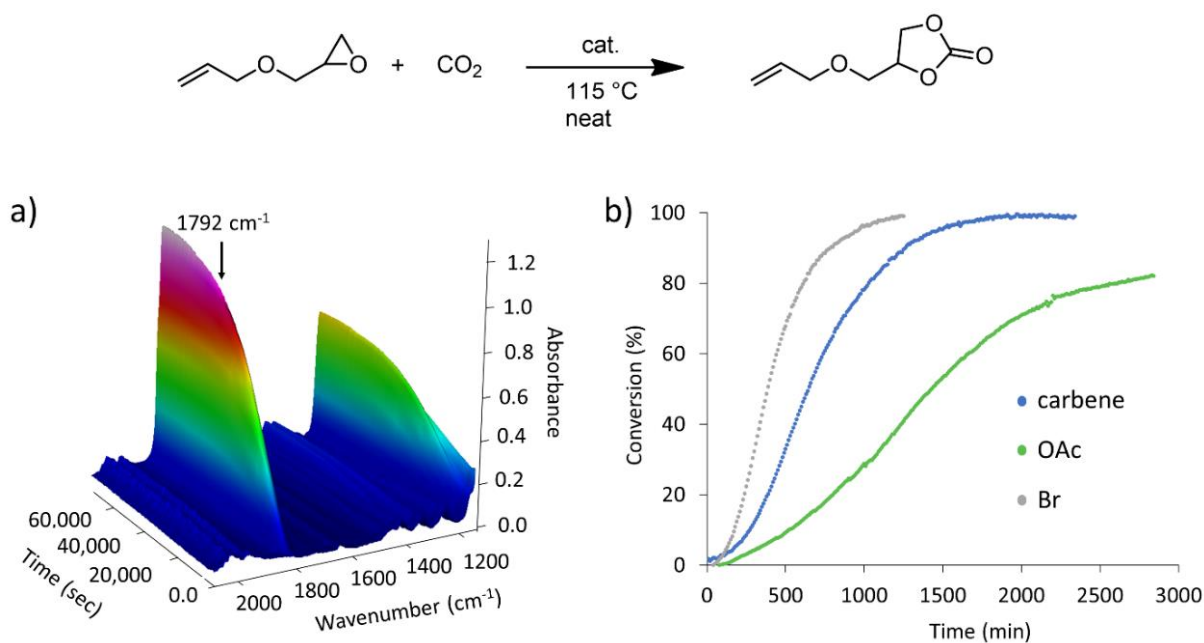 O
O
+
CO2
cat.
115 °C
neat
O
O
O
O
a)
1792 cm-1
1.2
1.0
0.8
0.6
0.4
0.2
0.0
Absorbance
60,000
40,000
20,000
0.0
Time (sec)
2000
1800
1600
1400
1200
Wavenumber (cm-1)
b)
100
80
60
40
20
0
Conversion (%)
carbene
OAc
Br
0 500 1000 1500 2000 2500 3000
Time (min)